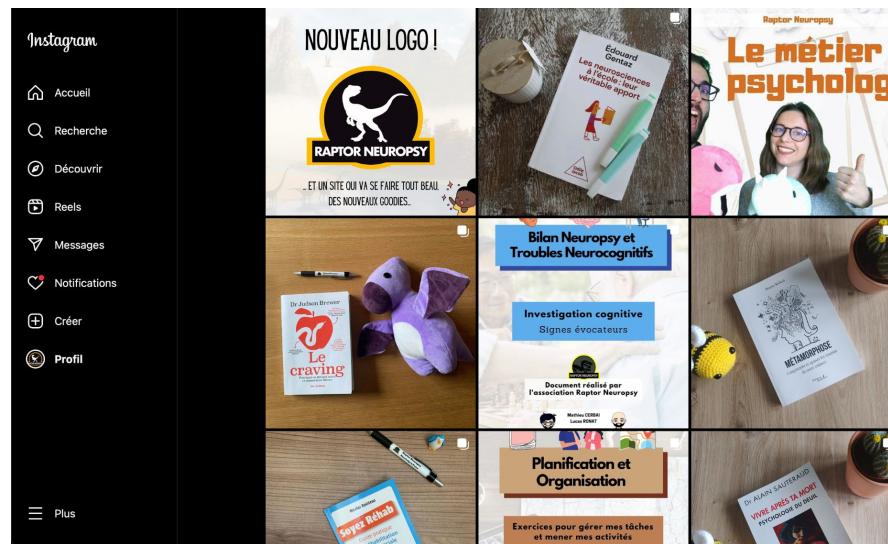 Instagram
Accueil
Recherche
Découvrir
Reels
Messages
Notifications
Créer
Profil
Plus
NOUVEAU LOGO !
RAPTOR NEUROPSY
... ET UN SITE QUI VA SE FAIRE TOUT BEAU,
DES NOUVEAUX GOODIES...
Édouard
Gentaz
Les neurosciences
à l'école : leur
véritable apport
Raptor Neuropsy
Le métier
psycholog
Dr Judson Brewer
Le
craving
Bilan Neuropsy et
Troubles Neurocognitifs
Investigation cognitive
Signes évocateurs
RAPTOR NEUROPSY
Document réalisé par
l'association Raptor Neuropsy
Mathieu CERBAI
Lucas RONAT
MÉTAMORPHOSE
Soyez Réhab
Guide pratique
Planification et
Organisation
Exercices pour gérer mes tâches
et mener mes activités
Dr ALAIN SAUTERAUD
VIVRE APRÈS TA MORT
PSYCHOLOGIE DU DEUIL